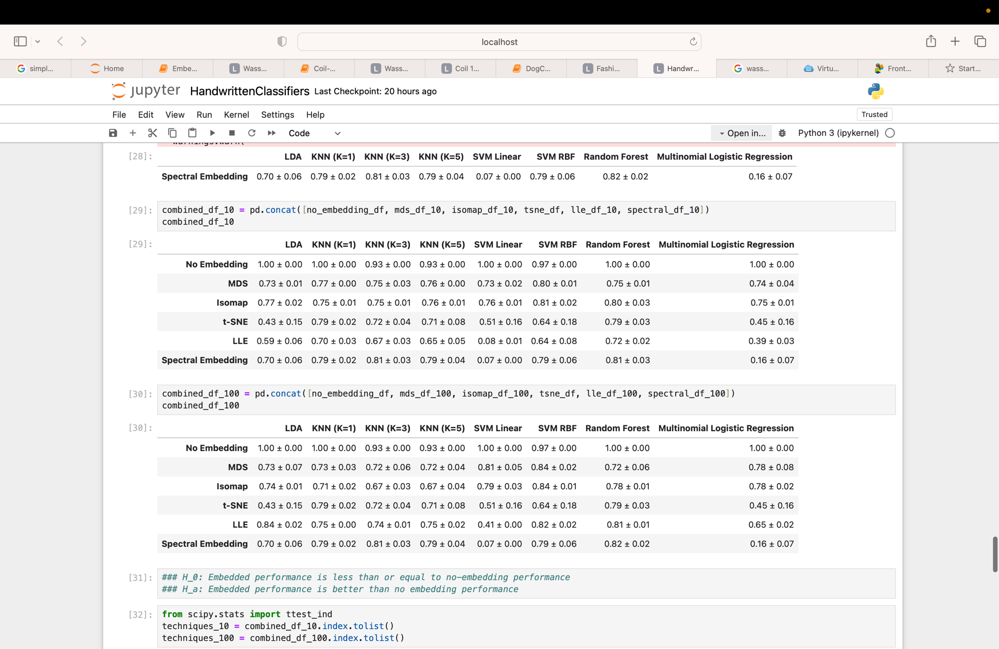 localhost
simpl...
Home
Embe...
L Wass...
Coil-...
L Wass...
L Coil 1...
DogC...
L Fashi...
L Handwr...
wass...
Virtu...
Front...
Start...
jupyter HandwrittenClassifiers Last Checkpoint: 20 hours ago
File Edit View Run Kernel Settings Help
Trusted
Code
Open in...
Python 3 (ipykernel)
warnings.warn(
[28]: LDA KNN (K=1) KNN (K=3) KNN (K=5) SVM Linear SVM RBF Random Forest Multinomial Logistic Regression
Spectral Embedding 0.70 ± 0.06 0.79 ± 0.02 0.81 ± 0.03 0.79 ± 0.04 0.07 ± 0.00 0.79 ± 0.06 0.82 ± 0.02 0.16 ± 0.07
[29]: combined_df_10 = pd.concat([no_embedding_df, mds_df_10, isomap_df_10, tsne_df, lle_df_10, spectral_df_10])
combined_df_10
[29]: LDA KNN (K=1) KNN (K=3) KNN (K=5) SVM Linear SVM RBF Random Forest Multinomial Logistic Regression
No Embedding 1.00 ± 0.00 1.00 ± 0.00 0.93 ± 0.00 0.93 ± 0.00 1.00 ± 0.00 0.97 ± 0.00 1.00 ± 0.00 1.00 ± 0.00
MDS 0.73 ± 0.01 0.77 ± 0.00 0.75 ± 0.03 0.76 ± 0.00 0.73 ± 0.02 0.80 ± 0.01 0.75 ± 0.01 0.74 ± 0.04
Isomap 0.77 ± 0.02 0.75 ± 0.01 0.75 ± 0.01 0.76 ± 0.01 0.76 ± 0.01 0.81 ± 0.02 0.80 ± 0.03 0.75 ± 0.01
t-SNE 0.43 ± 0.15 0.79 ± 0.02 0.72 ± 0.04 0.71 ± 0.08 0.51 ± 0.16 0.64 ± 0.18 0.79 ± 0.03 0.45 ± 0.16
LLE 0.59 ± 0.06 0.70 ± 0.03 0.67 ± 0.03 0.65 ± 0.05 0.08 ± 0.01 0.64 ± 0.08 0.72 ± 0.02 0.39 ± 0.03
Spectral Embedding 0.70 ± 0.06 0.79 ± 0.02 0.81 ± 0.03 0.79 ± 0.04 0.07 ± 0.00 0.79 ± 0.06 0.81 ± 0.03 0.16 ± 0.07
[30]: combined_df_100 = pd.concat([no_embedding_df, mds_df_100, isomap_df_100, tsne_df, lle_df_100, spectral_df_100])
combined_df_100
[30]: LDA KNN (K=1) KNN (K=3) KNN (K=5) SVM Linear SVM RBF Random Forest Multinomial Logistic Regression
No Embedding 1.00 ± 0.00 1.00 ± 0.00 0.93 ± 0.00 0.93 ± 0.00 1.00 ± 0.00 0.97 ± 0.00 1.00 ± 0.00 1.00 ± 0.00
MDS 0.73 ± 0.07 0.73 ± 0.03 0.72 ± 0.06 0.72 ± 0.04 0.81 ± 0.05 0.84 ± 0.02 0.72 ± 0.06 0.78 ± 0.08
Isomap 0.74 ± 0.01 0.71 ± 0.02 0.67 ± 0.03 0.67 ± 0.04 0.79 ± 0.03 0.84 ± 0.01 0.78 ± 0.01 0.78 ± 0.02
t-SNE 0.43 ± 0.15 0.79 ± 0.02 0.72 ± 0.04 0.71 ± 0.08 0.51 ± 0.16 0.64 ± 0.18 0.79 ± 0.03 0.45 ± 0.16
LLE 0.84 ± 0.02 0.75 ± 0.00 0.74 ± 0.01 0.75 ± 0.02 0.41 ± 0.00 0.82 ± 0.02 0.81 ± 0.01 0.65 ± 0.02
Spectral Embedding 0.70 ± 0.06 0.79 ± 0.02 0.81 ± 0.03 0.79 ± 0.04 0.07 ± 0.00 0.79 ± 0.06 0.82 ± 0.02 0.16 ± 0.07
[31]: ### H_0: Embedded performance is less than or equal to no-embedding performance
### H_a: Embedded performance is better than no embedding performance
[32]: from scipy.stats import ttest_ind
techniques_10 = combined_df_10.index.tolist()
techniques_100 = combined_df_100.index.tolist()